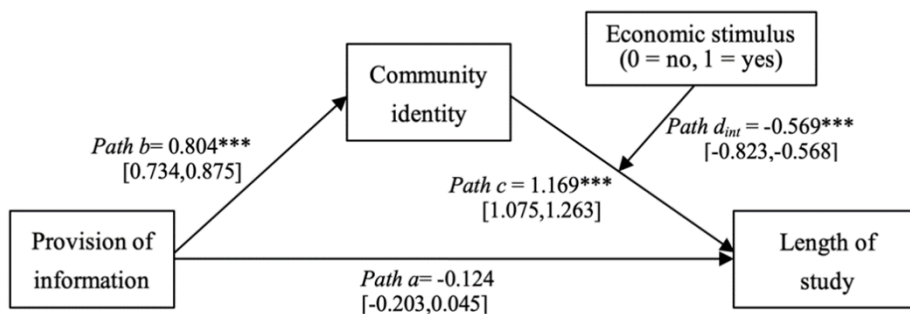 Economic stimulus
(0 = no, 1 = yes)
Community
identity
Path b= 0.804***
[0.734,0.875]
Path d_int = -0.569***
[-0.823,-0.568]
Path c = 1.169***
[1.075,1.263]
Provision of
information
Length of
study
Path a= -0.124
[-0.203,0.045]